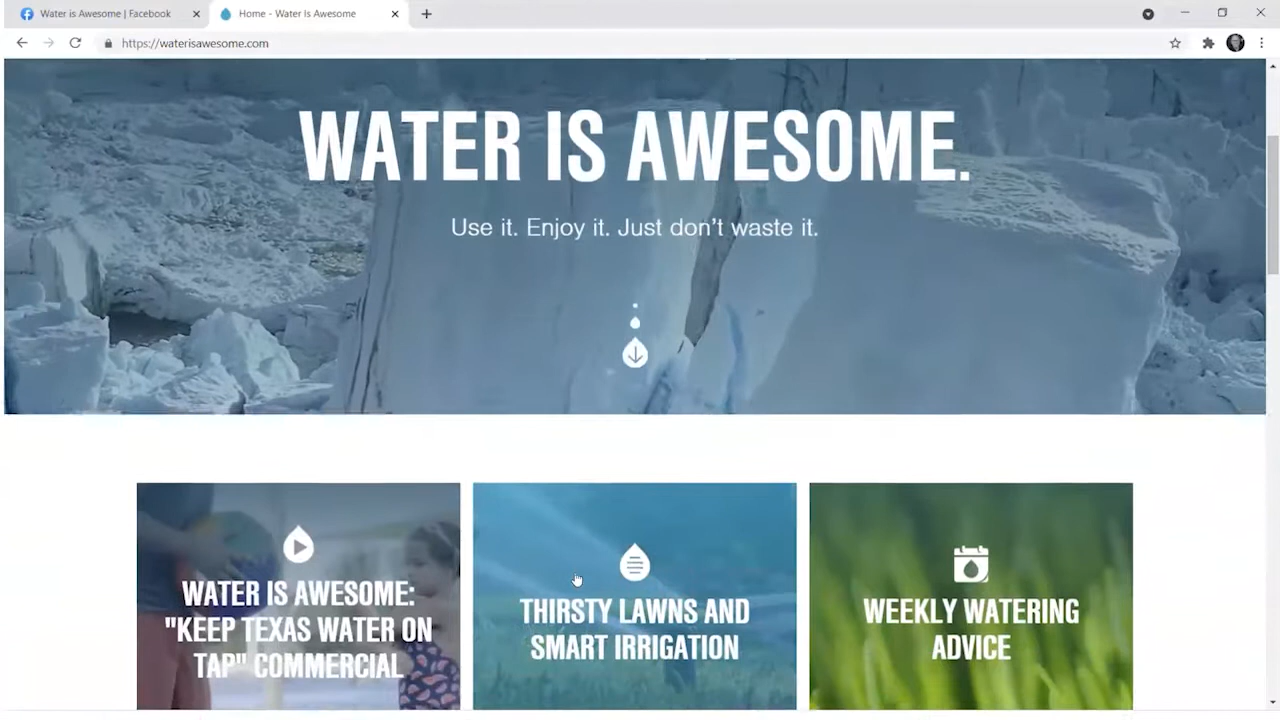 Water is Awesome | Facebook
Home - Water Is Awesome
https://waterisawesome.com
WATER IS AWESOME.
Use it. Enjoy it. Just don't waste it.
WATER IS AWESOME:
"KEEP TEXAS WATER ON
TAP" COMMERCIAL
THIRSTY LAWNS AND
SMART IRRIGATION
WEEKLY WATERING
ADVICE